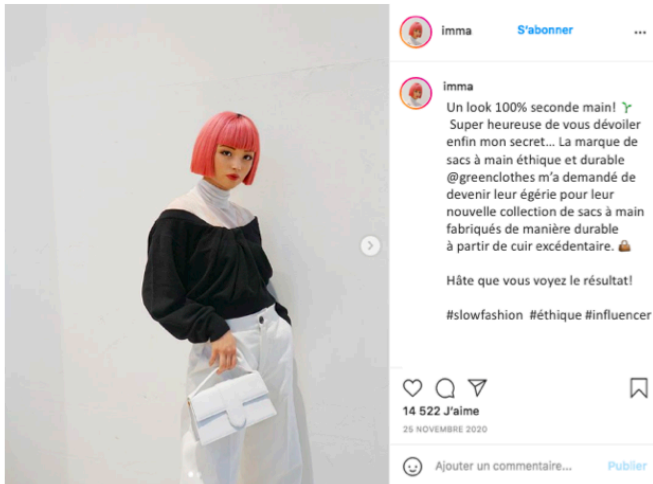 imma
S'abonner
imma
Un look 100% seconde main!
Super heureuse de vous dévoiler
enfin mon secret... La marque de
sacs à main éthique et durable
@greenclothes m'a demandé de
devenir leur égérie pour leur
nouvelle collection de sacs à main
fabriqués de manière durable
à partir de cuir excédentaire.
Hâte que vous voyez le résultat!
#slowfashion #éthique #influencer
14 522 J'aime
25 NOVEMBRE 2020
Ajouter un commentaire...
Publier